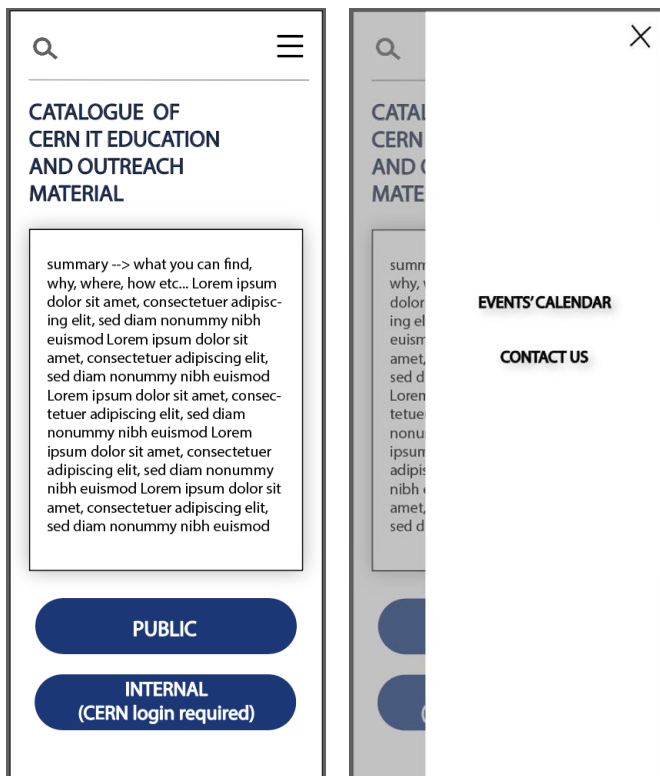 CATALOGUE OF
CERN IT EDUCATION
AND OUTREACH
MATERIAL
summary --> what you can find,
why, where, how etc... Lorem ipsum
dolor sit amet, consectetuer adipisc-
ing elit, sed diam nonummy nibh
euismod Lorem ipsum dolor sit
amet, consectetuer adipiscing elit,
sed diam nonummy nibh euismod
Lorem ipsum dolor sit amet, consec-
tetuer adipiscing elit, sed diam
nonummy nibh euismod Lorem
ipsum dolor sit amet, consectetuer
adipiscing elit, sed diam nonummy
nibh euismod Lorem ipsum dolor sit
amet, consectetuer adipiscing elit,
sed diam nonummy nibh euismod
PUBLIC
INTERNAL
(CERN login required)
CATAL
CERN
AND
MATE
summ
why,
dolor
ing el
euism
amet,
sed d
Lorem
tetue
nonu
ipsum
adipis
nibh
amet,
sed d
EVENTS' CALENDAR
CONTACT US